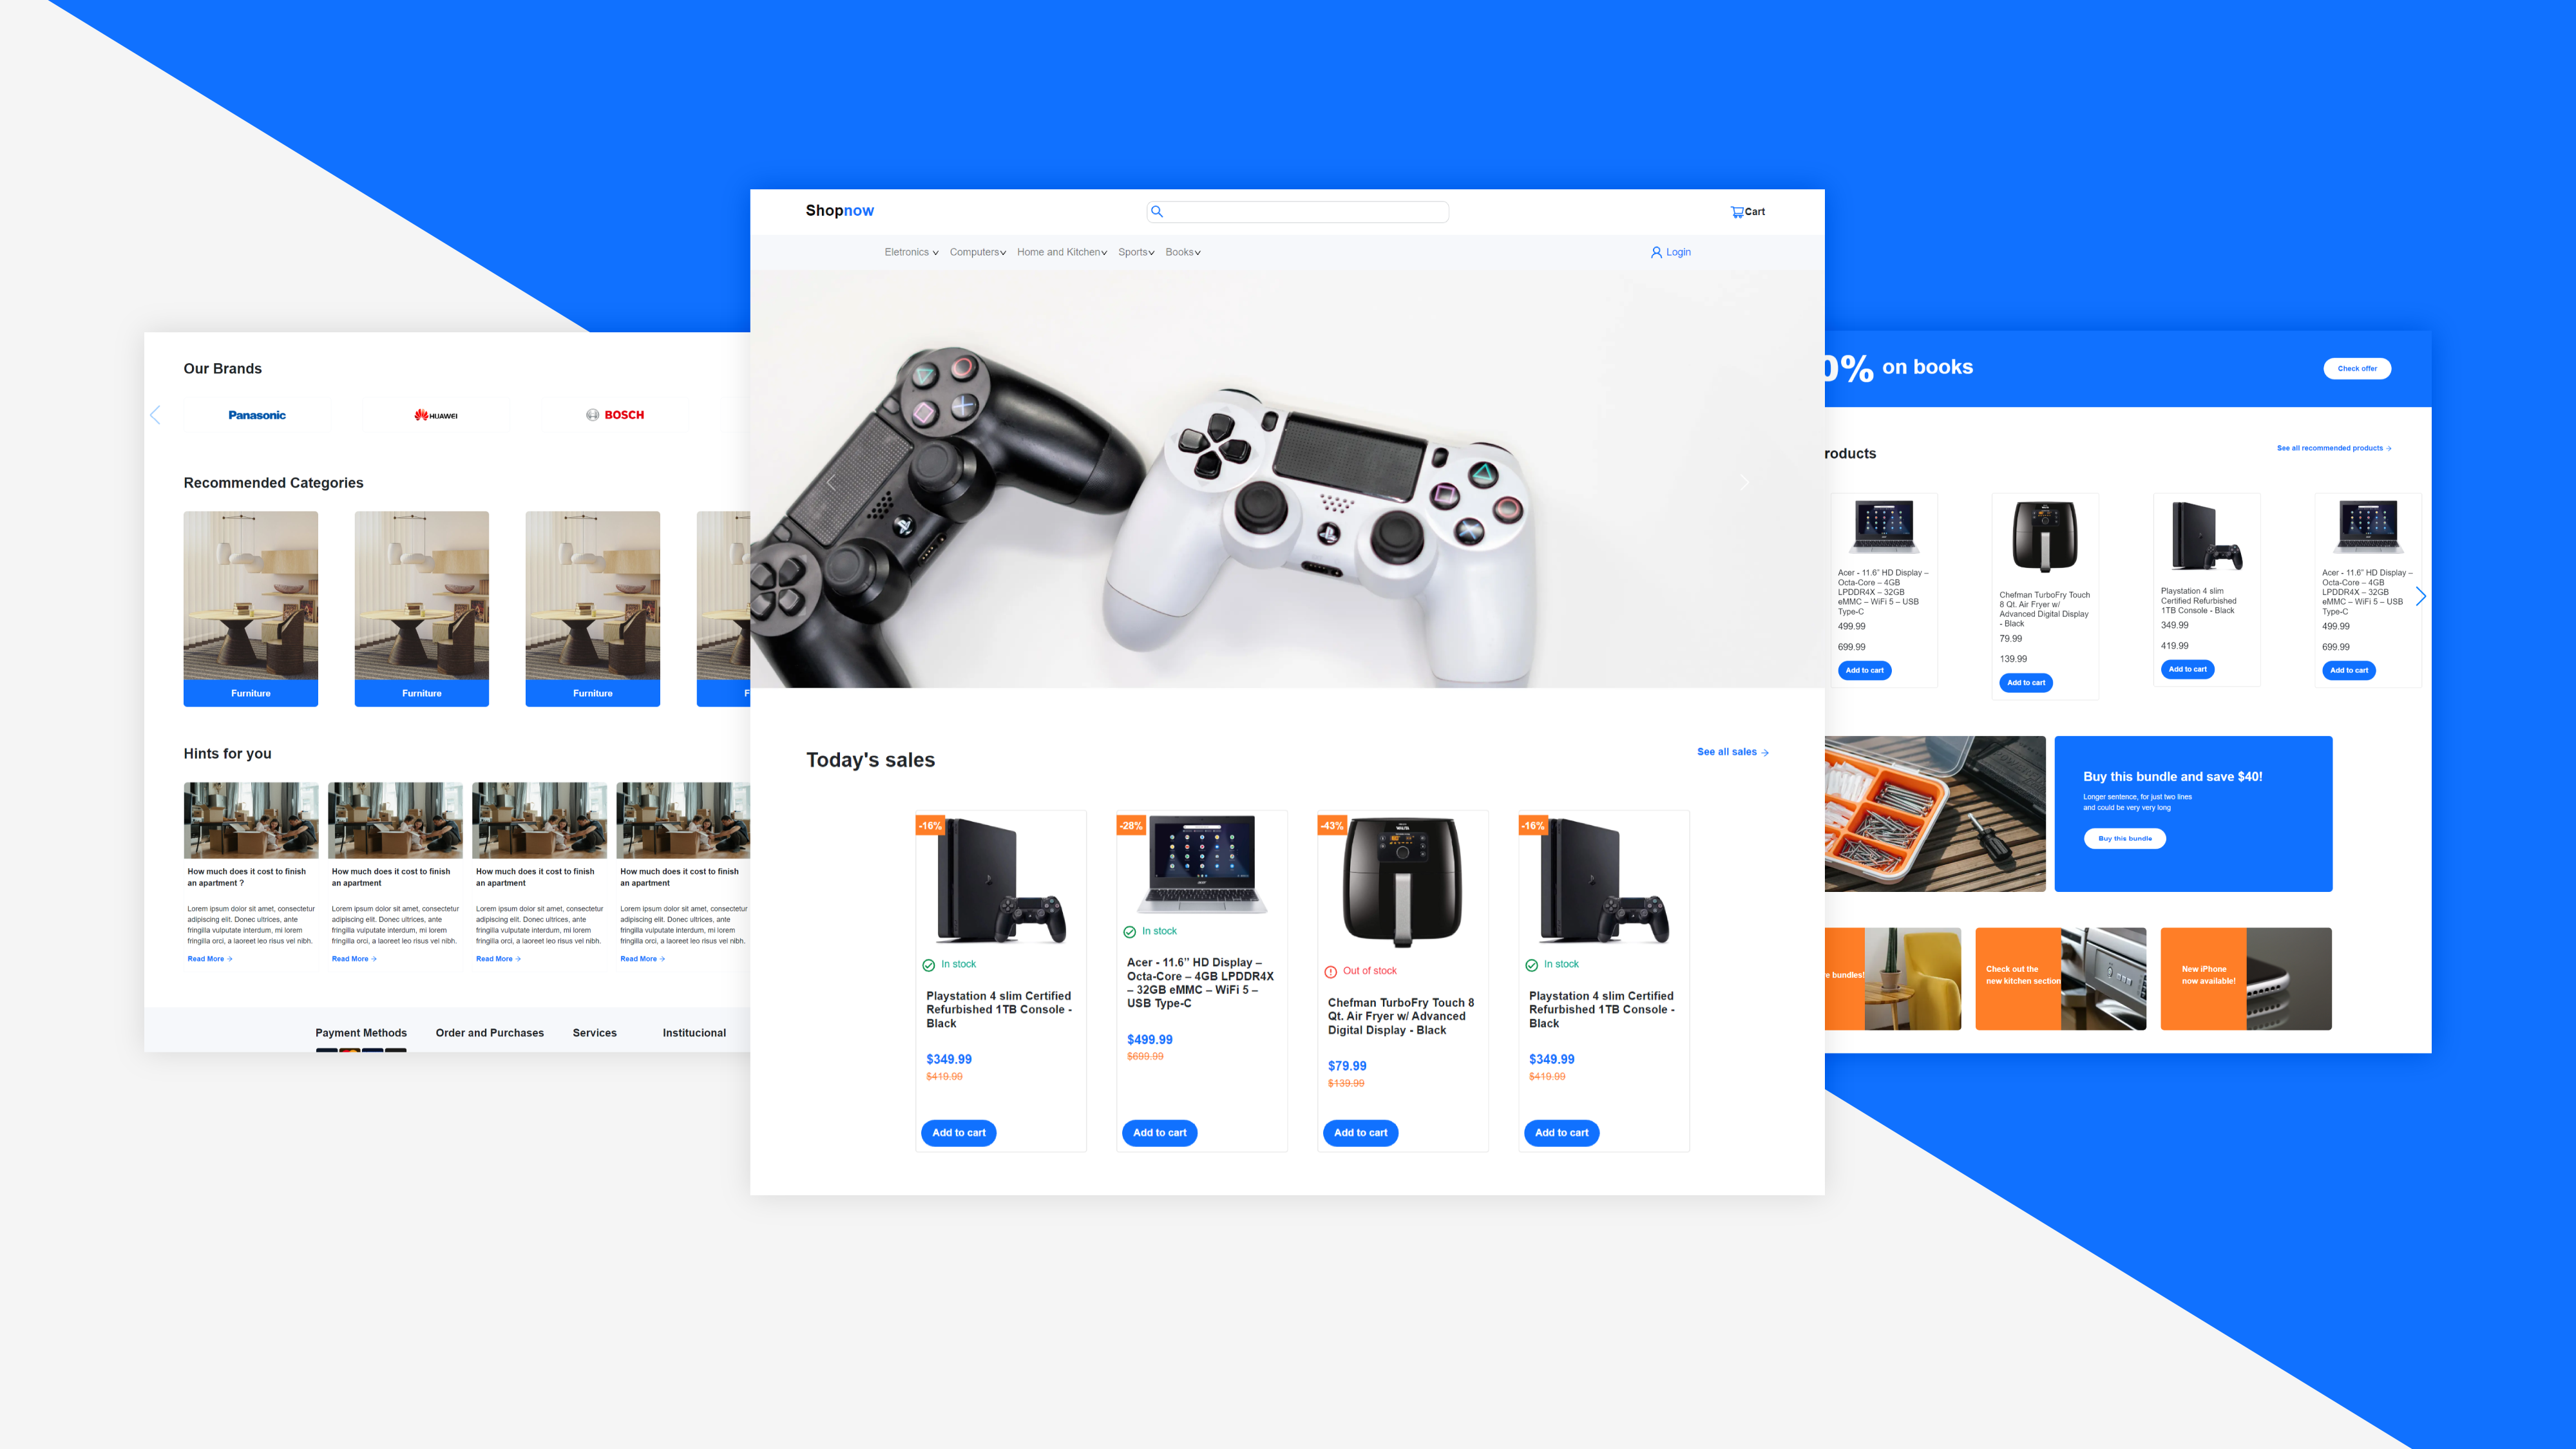 Shopnow
Cart
Eletronics
Computers
Home and Kitchen
Sports
Books
Login
Today's sales
See all sales →
-16%
In stock
Playstation 4 slim Certified
Refurbished 1TB Console -
Black
$349.99
$419.99
Add to cart
-28%
In stock
Acer - 11.6” HD Display –
Octa-Core – 4GB LPDDR4X
– 32GB eMMC – WiFi 5 –
USB Type-C
$499.99
$699.99
Add to cart
-43%
Out of stock
Chefman TurboFry Touch 8
Qt. Air Fryer w/ Advanced
Digital Display - Black
$79.99
$139.99
Add to cart
-16%
In stock
Playstation 4 slim Certified
Refurbished 1TB Console -
Black
$349.99
$419.99
Add to cart
Our Brands
Panasonic
HUAWEI
BOSCH
Recommended Categories
Furniture
Furniture
Furniture
F
Hints for you
How much does it cost to finish
an apartment ?
Lorem ipsum dolor sit amet, consectetur
adipiscing elit. Donec ultrices, ante
fringilla vulputate interdum, mi lorem
fringilla orci, a laoreet leo risus vel nibh.
Read More →
How much does it cost to finish
an apartment
Lorem ipsum dolor sit amet, consectetur
adipiscing elit. Donec ultrices, ante
fringilla vulputate interdum, mi lorem
fringilla orci, a laoreet leo risus vel nibh.
Read More →
How much does it cost to finish
an apartment
Lorem ipsum dolor sit amet, consectetur
adipiscing elit. Donec ultrices, ante
fringilla vulputate interdum, mi lorem
fringilla orci, a laoreet leo risus vel nibh.
Read More →
How much does it cost to finish
an apartment
Lorem ipsum dolor sit amet, consectetur
adipiscing elit. Donec ultrices, ante
fringilla vulputate interdum, mi lorem
fringilla orci, a laoreet leo risus vel nibh.
Read More →
Payment Methods
Order and Purchases
Services
Institucional
0% on books
Check offer
roducts
See all recommended products →
Acer - 11.6” HD Display –
Octa-Core – 4GB
LPDDR4X – 32GB
eMMC – WiFi 5 – USB
Type-C
499.99
699.99
Add to cart
Chefman TurboFry Touch
8 Qt. Air Fryer w/
Advanced Digital Display
- Black
79.99
139.99
Add to cart
Playstation 4 slim
Certified Refurbished
1TB Console - Black
349.99
419.99
Add to cart
Acer - 11.6” HD Display –
Octa-Core – 4GB
LPDDR4X – 32GB
eMMC – WiFi 5 – USB
Type-C
499.99
699.99
Add to cart
Buy this bundle and save $40!
Longer sentence, for just two lines
and could be very very long
Buy this bundle
e bundles!
Check out the
new kitchen section
New iPhone
now available!